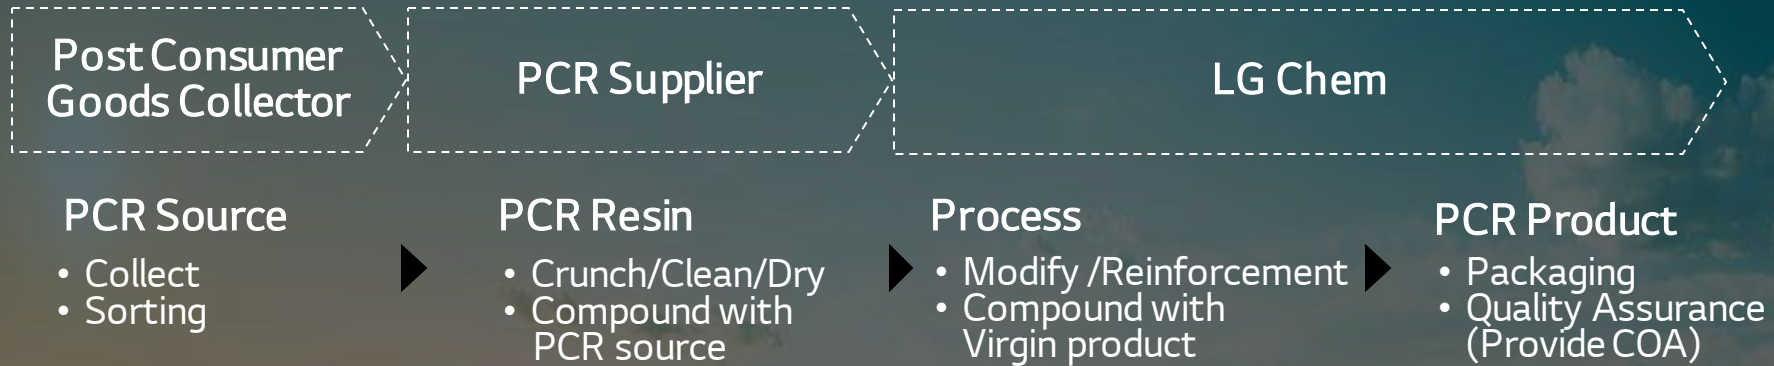 Post Consumer
Goods Collector
PCR Supplier
LG Chem
PCR Source
• Collect
• Sorting
PCR Resin
• Crunch/Clean/Dry
• Compound with
PCR source
Process
• Modify /Reinforcement
• Compound with
Virgin product
PCR Product
• Packaging
• Quality Assurance
(Provide COA)